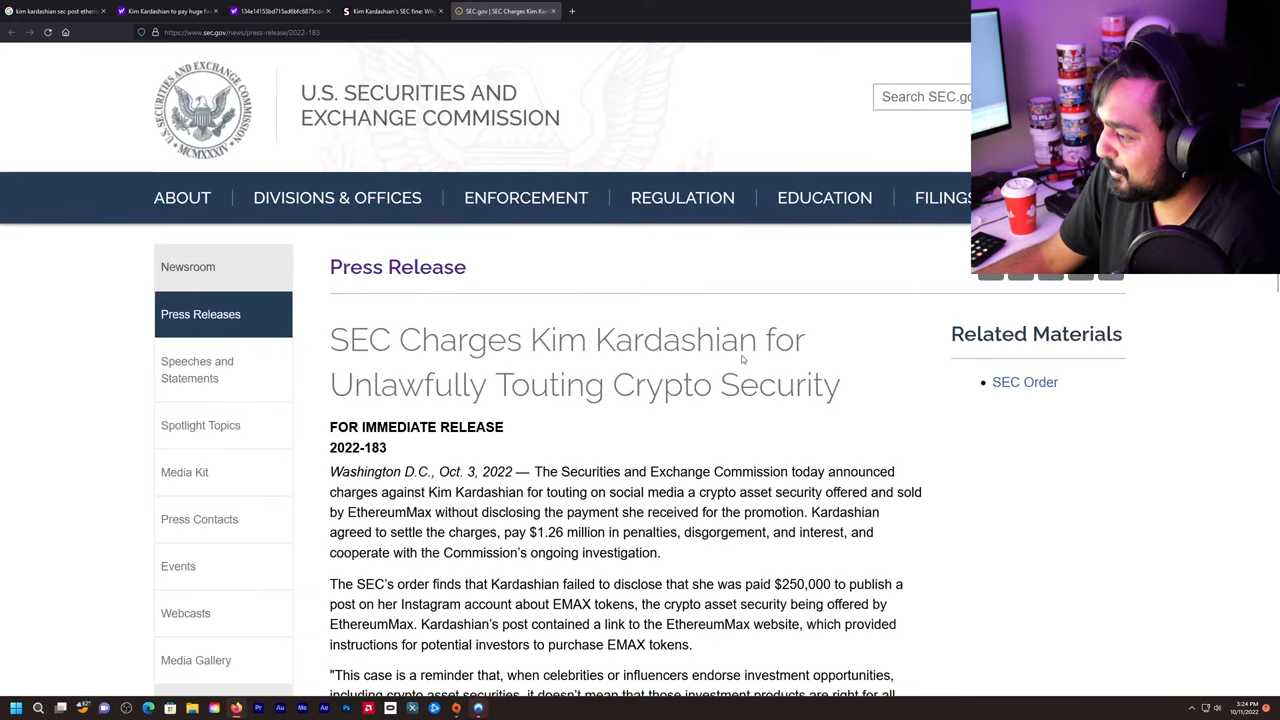 kim kardashian sec post ether
Kim Kardashian to pay huge fin
134e14153bd715ad6bfc6875cde
Kim Kardashian's SEC fine: Why
SEC.gov | SEC Charges Kim Kar
https://www.sec.gov/news/press-release/2022-183
U.S. SECURITIES AND
EXCHANGE COMMISSION
Search SEC.go
ABOUT
DIVISIONS & OFFICES
ENFORCEMENT
REGULATION
EDUCATION
FILINGS
Newsroom
Press Releases
Speeches and
Statements
Spotlight Topics
Media Kit
Press Contacts
Events
Webcasts
Media Gallery
Press Release
SEC Charges Kim Kardashian for
Unlawfully Touting Crypto Security
FOR IMMEDIATE RELEASE
2022-183
Washington D.C., Oct. 3, 2022 — The Securities and Exchange Commission today announced
charges against Kim Kardashian for touting on social media a crypto asset security offered and sold
by EthereumMax without disclosing the payment she received for the promotion. Kardashian
agreed to settle the charges, pay $1.26 million in penalties, disgorgement, and interest, and
cooperate with the Commission's ongoing investigation.
The SEC's order finds that Kardashian failed to disclose that she was paid $250,000 to publish a
post on her Instagram account about EMAX tokens, the crypto asset security being offered by
EthereumMax. Kardashian's post contained a link to the EthereumMax website, which provided
instructions for potential investors to purchase EMAX tokens.
"This case is a reminder that, when celebrities or influencers endorse investment opportunities,
including crypto asset securities, it doesn't mean that those investment products are right for all
Related Materials
SEC Order
62°
Pr
Au
Me
Ae
Ps
3:24 PM
10/11/2022